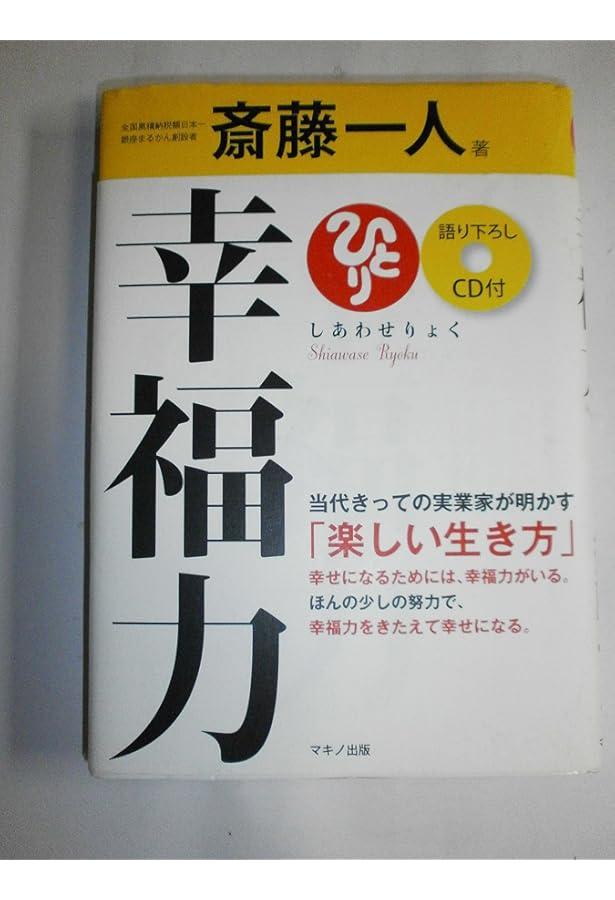 全国累積納税額日本一
銀座まるかん創設者
斎藤一人 著
幸福力
ひとり
語り下ろし
CD付
しあわせりょく
Shiawase Ryoku
当代きっての実業家が明かす
「楽しい生き方」
幸せになるためには、幸福力がいる。
ほんの少しの努力で、
幸福力をきたえて幸せになる。
マキノ出版